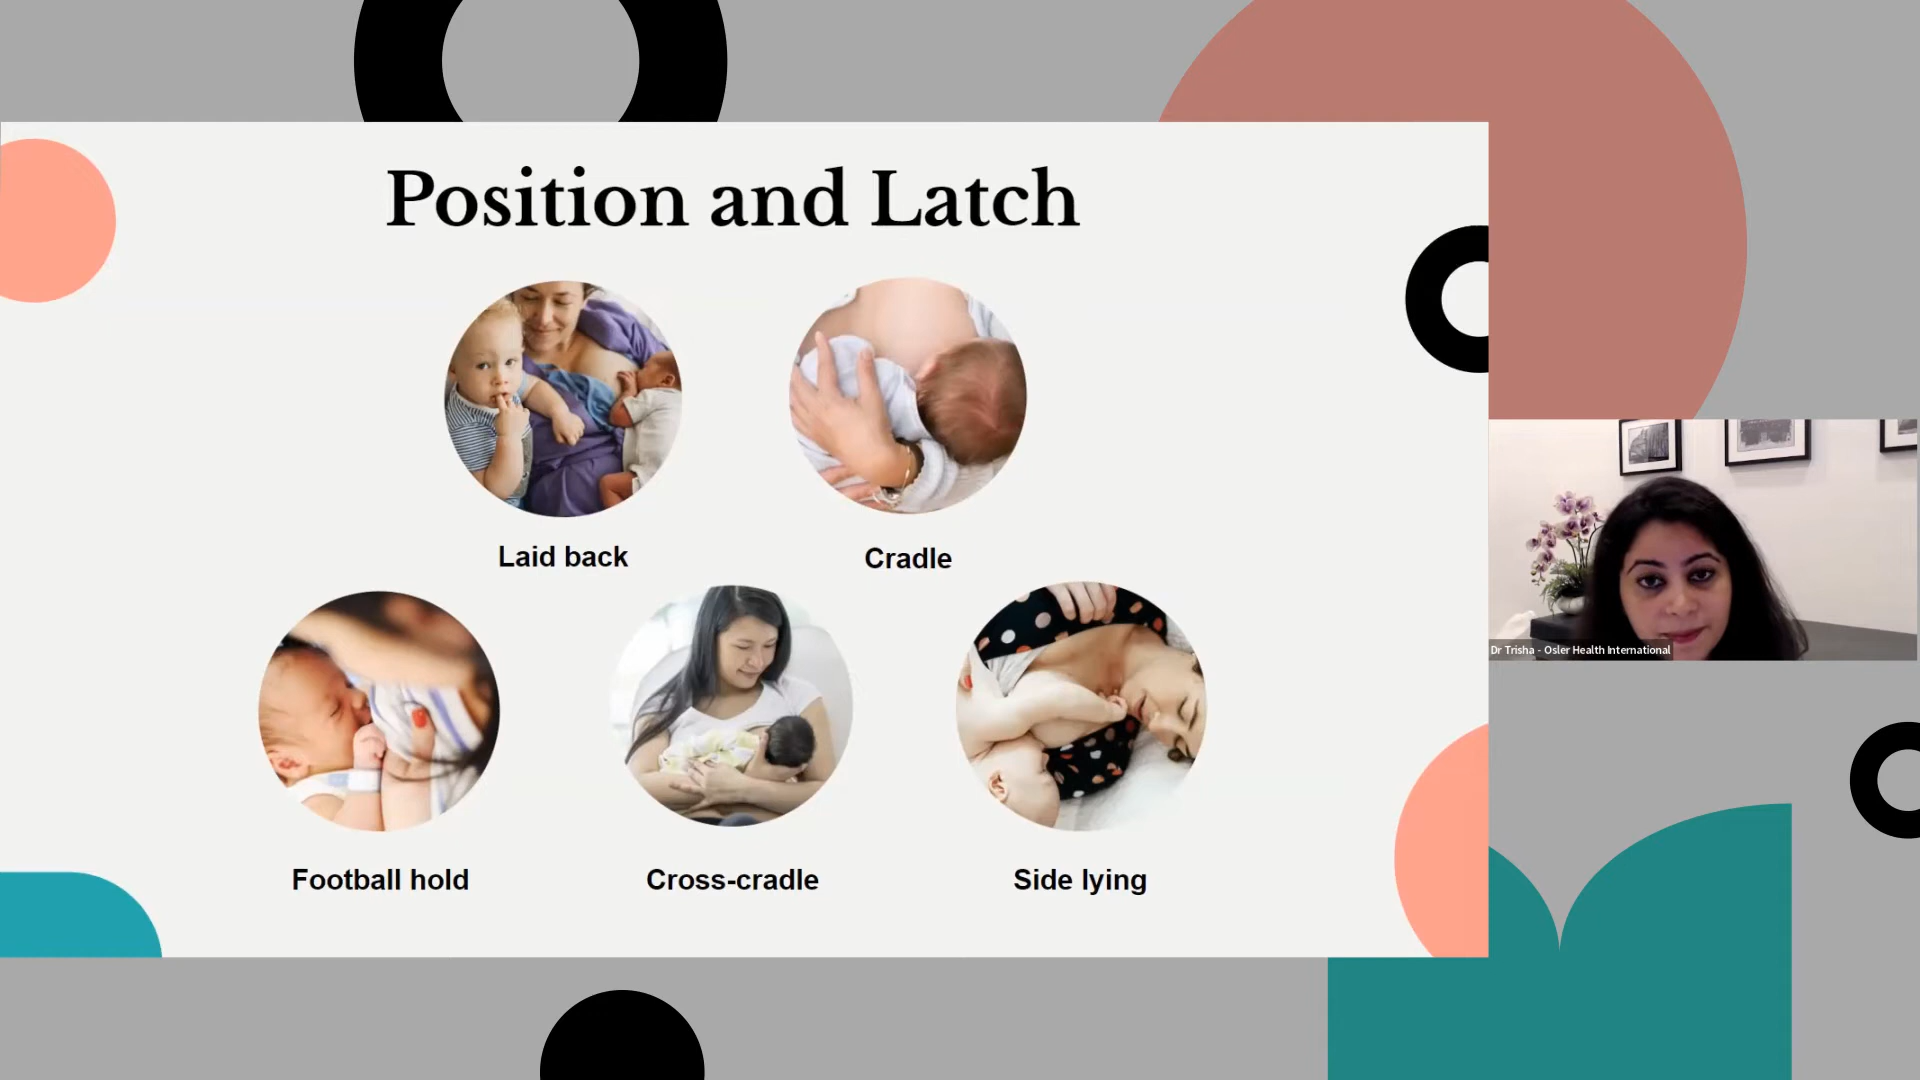 Position and Latch
Laid back
Cradle
Football hold
Cross-cradle
Side lying
Dr Trisha - Osler Health International